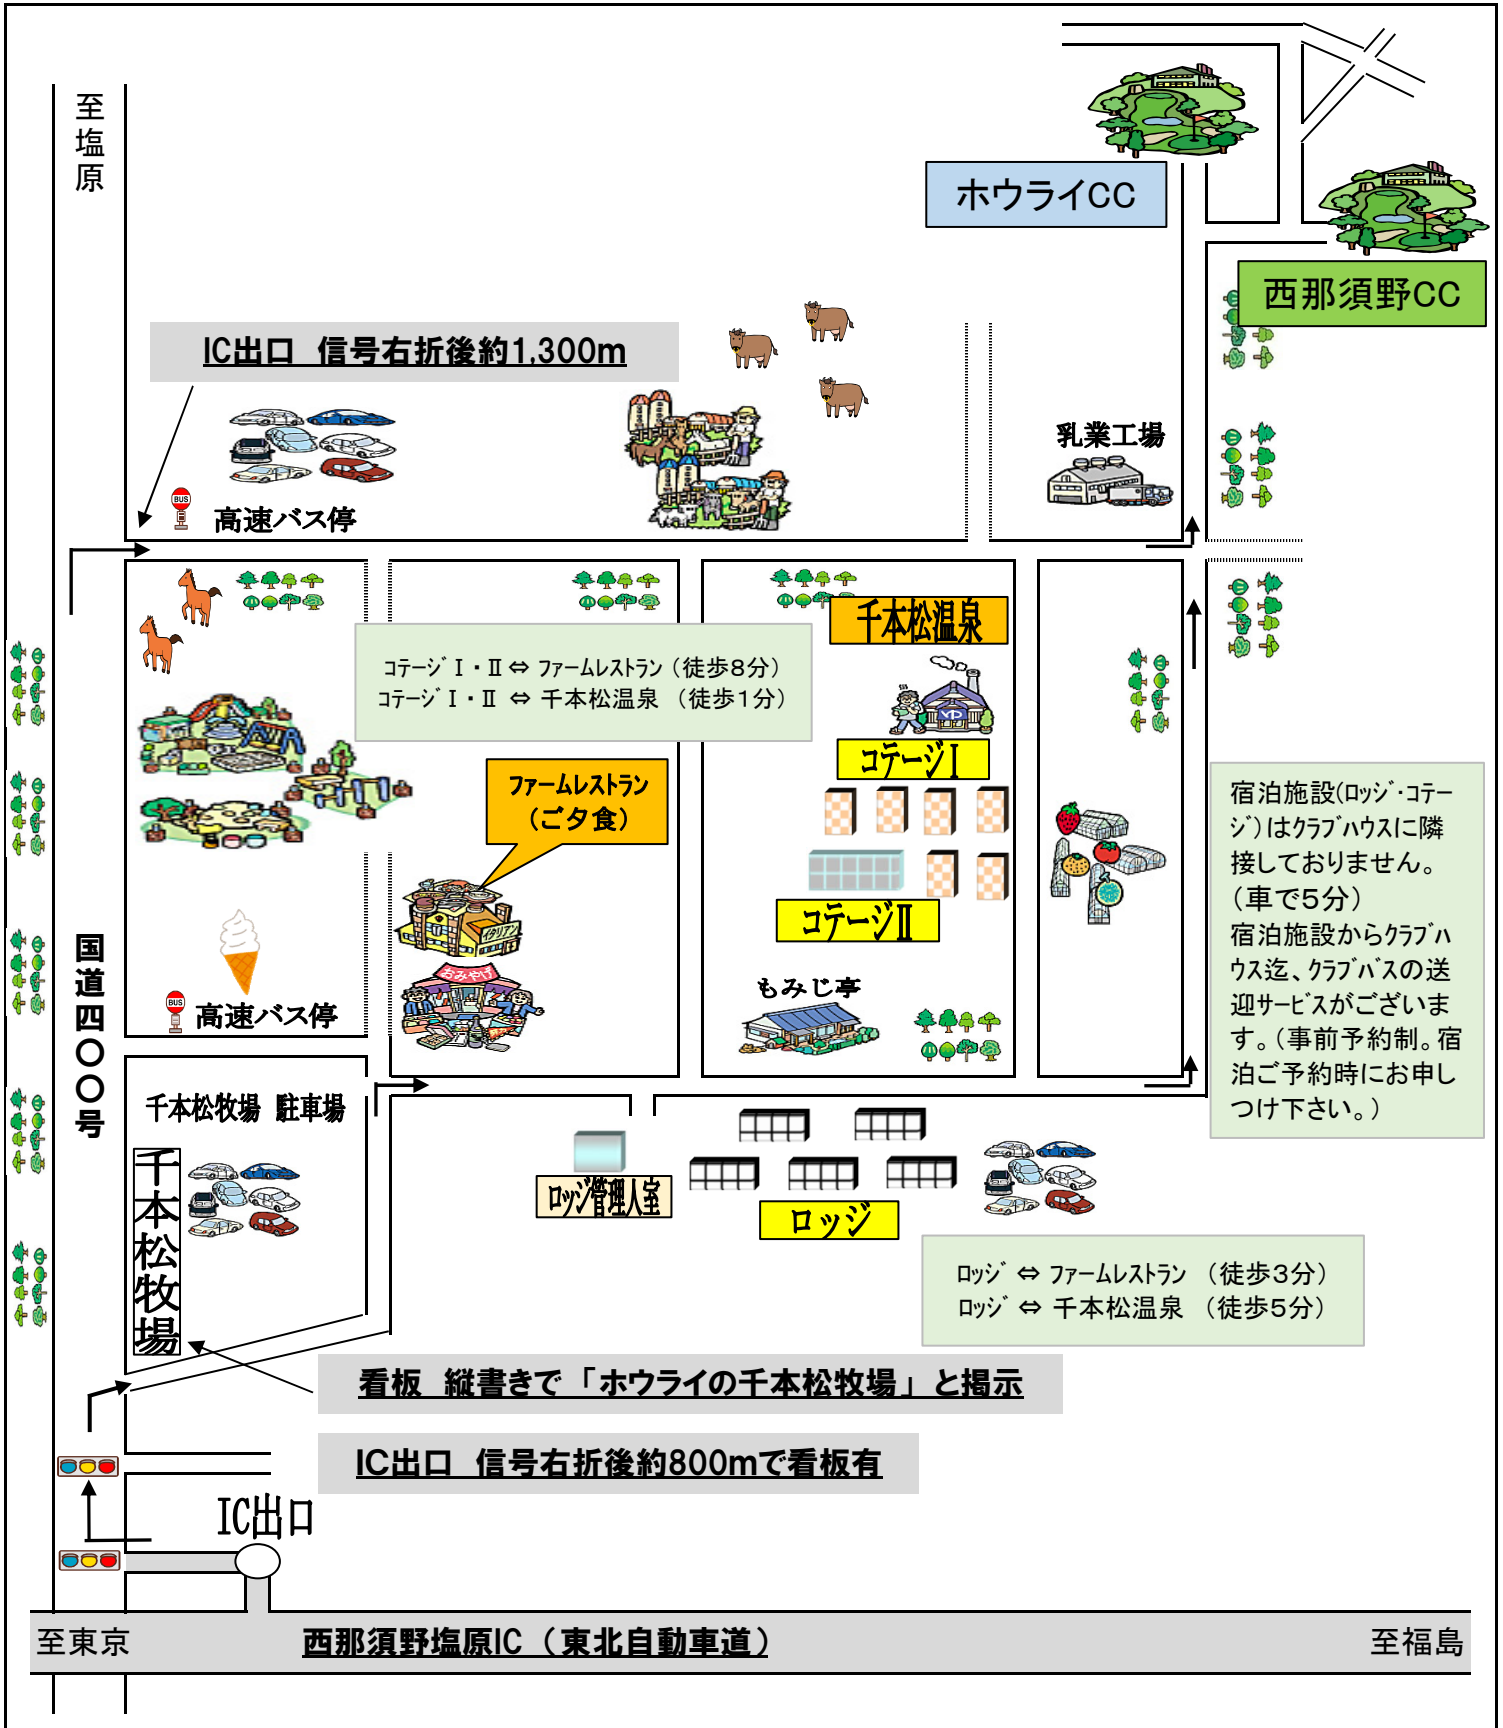 至塩原
ホウライCC
西那須野CC
IC出口　信号右折後約1,300m
乳業工場
BUS
高速バス停
千本松温泉
コテージⅠ・Ⅱ ⇔ ファームレストラン（徒歩8分）
コテージⅠ・Ⅱ ⇔ 千本松温泉　（徒歩1分）
ゆ
コテージⅠ
ファームレストラン
（ご夕食）
宿泊施設(ロッジ・コテー
ジ)はクラブハウスに隣
接しておりません。
（車で5分）
宿泊施設からクラブハ
ウス迄、クラブバスの送
迎サービスがございま
す。（事前予約制。宿
泊ご予約時にお申し
つけ下さい。）
コテージⅡ
イタリアン
国道四〇〇号
おみやげ
もみじ亭
BUS
高速バス停
千本松牧場　駐車場
千本松牧場
ロッジ管理人室
ロッジ
ロッジ ⇔ ファームレストラン　（徒歩3分）
ロッジ ⇔ 千本松温泉　（徒歩5分）
看板　縦書きで「ホウライの千本松牧場」と掲示
IC出口　信号右折後約800mで看板有
IC出口
至東京
西那須野塩原IC（東北自動車道）
至福島